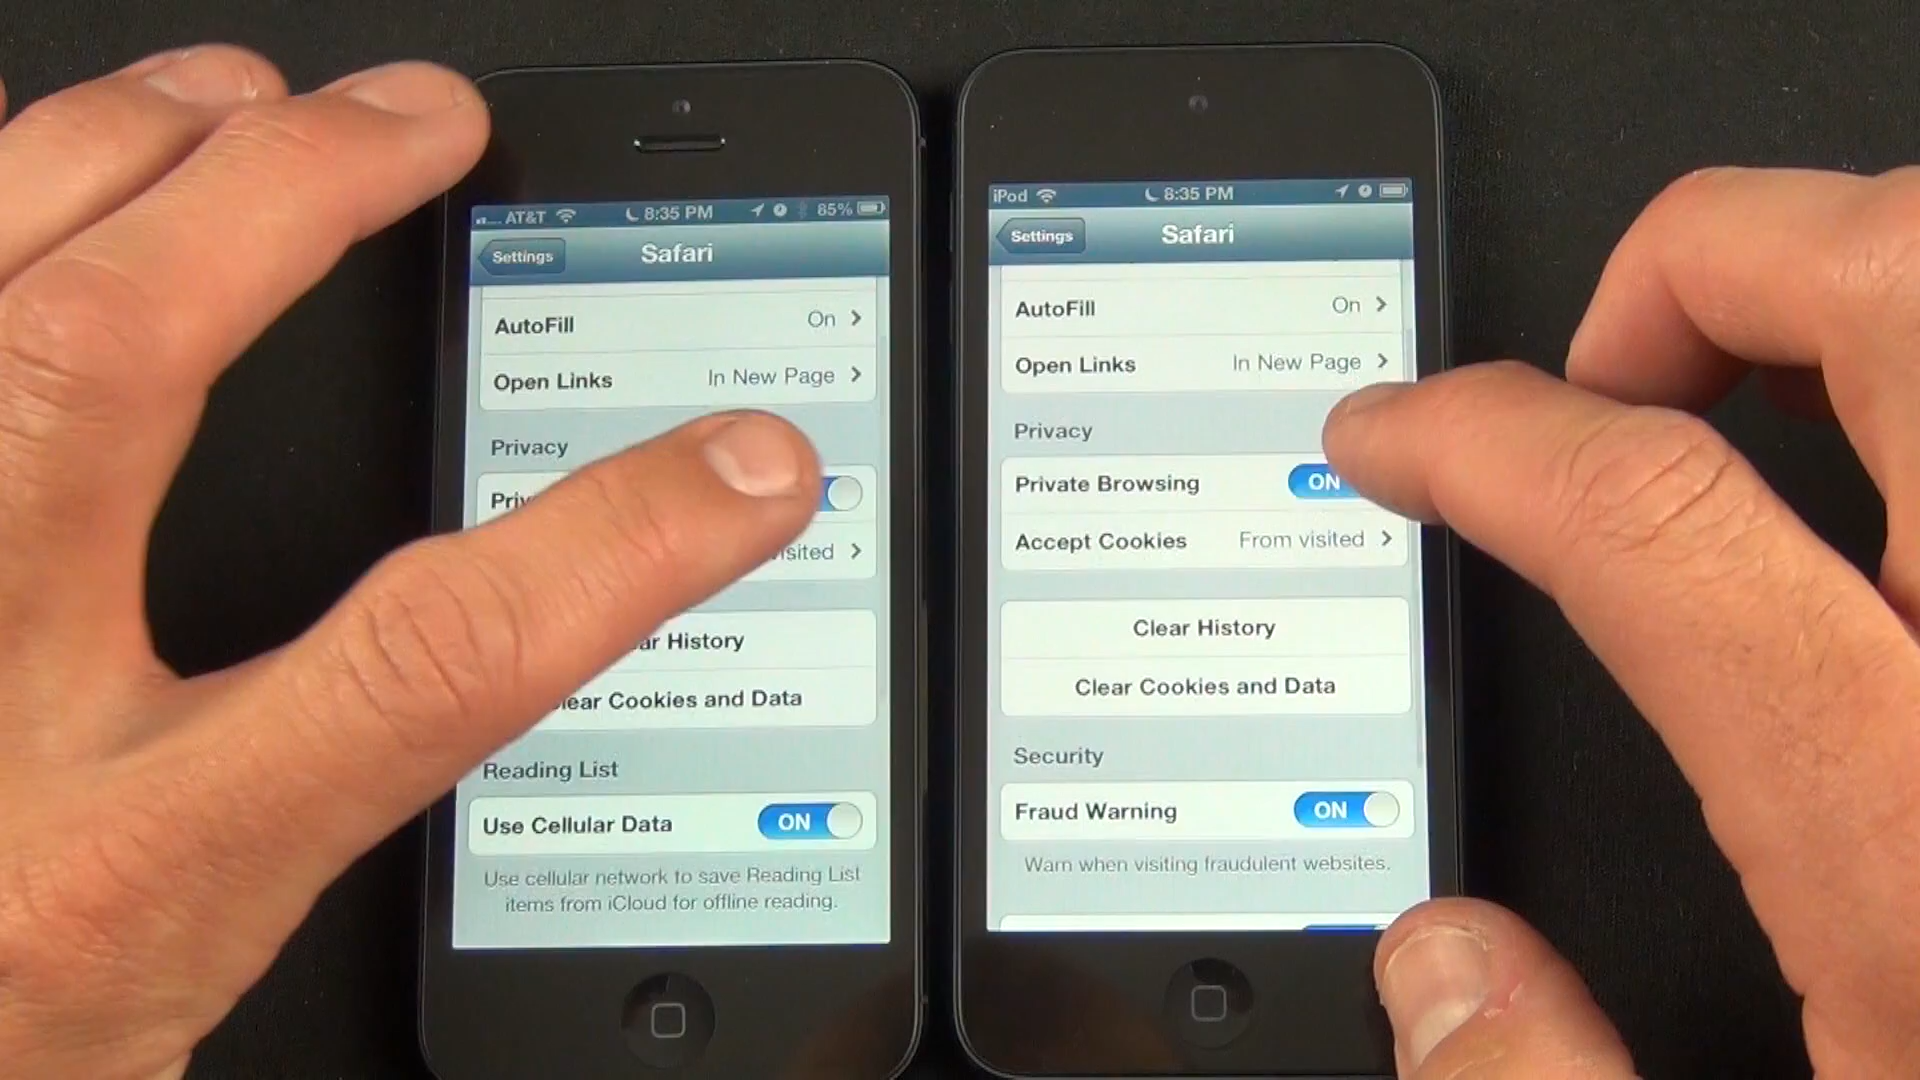 AT&T 8:35 PM 85%
Settings Safari
AutoFill On
Open Links In New Page
Privacy
Clear Cookies and Data
History
Reading List
Use Cellular Data ON
Use cellular network to save Reading List
items from iCloud for offline reading.
iPod 8:35 PM
Settings Safari
AutoFill On
Open Links In New Page
Privacy
Private Browsing ON
Accept Cookies From visited
Clear History
Clear Cookies and Data
Security
Fraud Warning ON
Warn when visiting fraudulent websites.